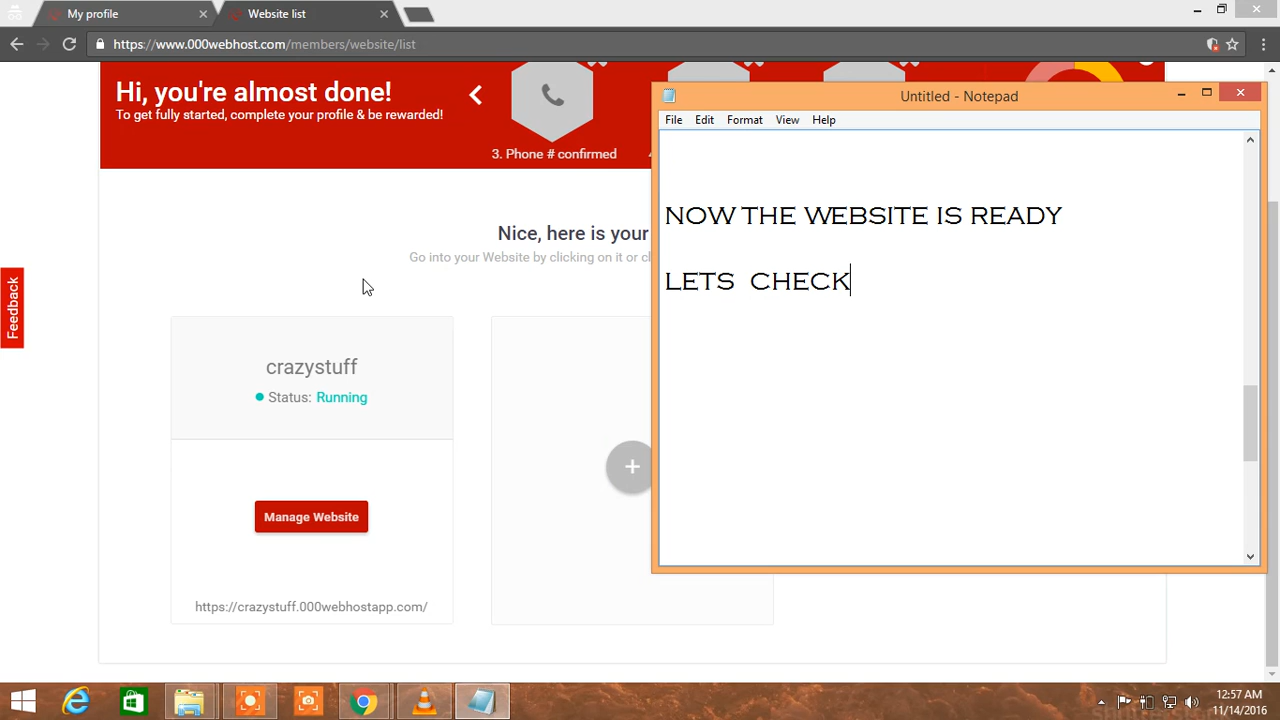 My profile
Website list
https://www.000webhost.com/members/website/list
Hi, you're almost done!
To get fully started, complete your profile & be rewarded!
3. Phone # confirmed
Nice, here is your
Go into your Website by clicking on it or cl
Feedback
crazystuff
Status: Running
Manage Website
https://crazystuff.000webhostapp.com/
+
Untitled - Notepad
File Edit Format View Help
NOW THE WEBSITE IS READY
LETS CHECK
12:57 AM
11/14/2016